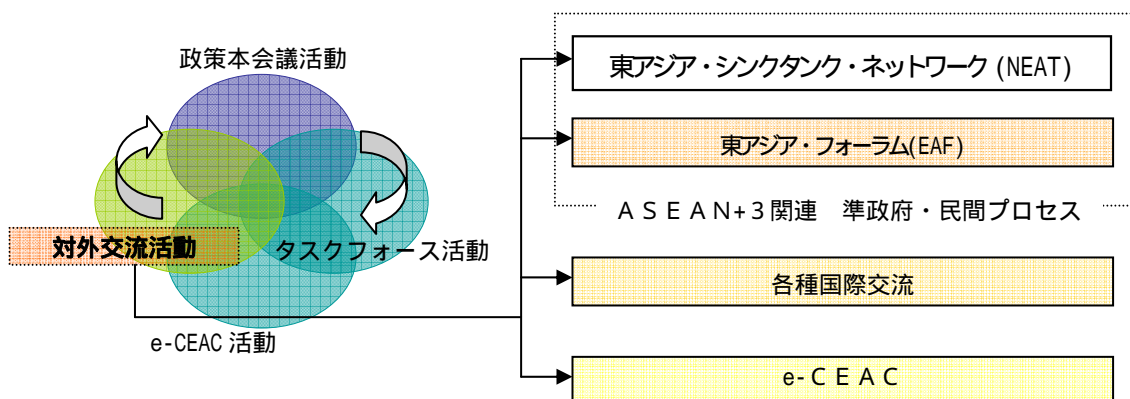 政策本会議活動
対外交流活動
タスクフォース活動
e-CEAC 活動
東アジア・シンクタンク・ネットワーク (NEAT)
東アジア・フォーラム(EAF)
ＡＳＥＡＮ+３関連　準政府・民間プロセス
各種国際交流
e-ＣＥＡＣ